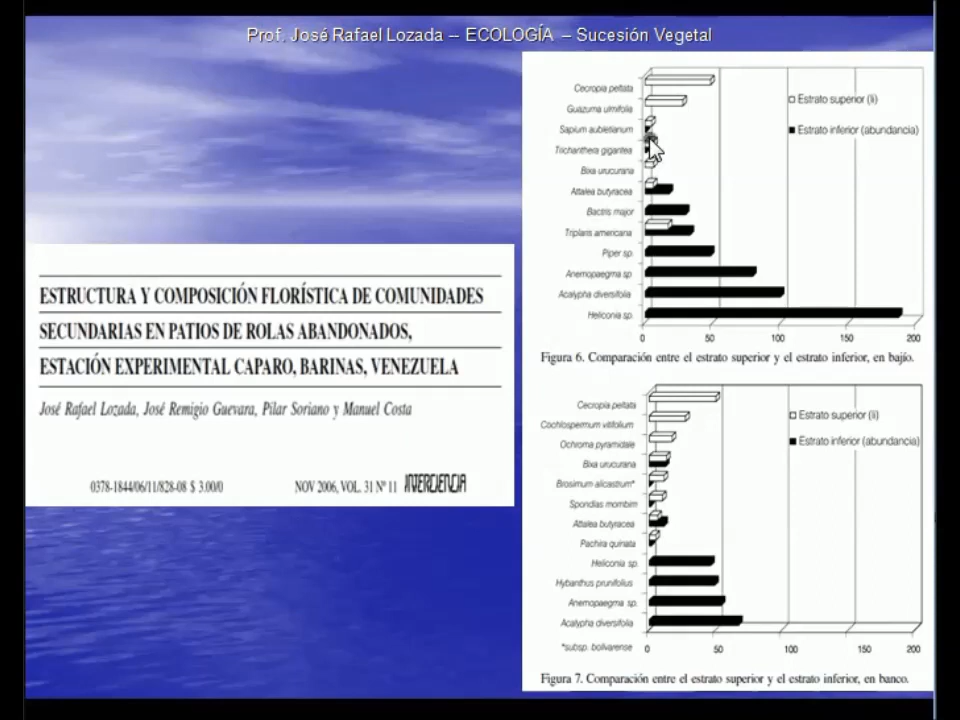 Prof. José Rafael Lozada – ECOLOGÍA – Sucesión Vegetal
ESTRUCTURA Y COMPOSICIÓN FLORÍSTICA DE COMUNIDADES
SECUNDARIAS EN PATIOS DE ROLAS ABANDONADOS,
ESTACIÓN EXPERIMENTAL CAPARO, BARINAS, VENEZUELA
José Rafael Lozada, José Remigio Guevara, Pilar Soriano y Manuel Costa
0378-1844/06/11/828-08 $ 3.00/0
NOV 2006, VOL. 31 Nº 11 INTERCIENCIA
Cecropia peltata
Guazuma ulmifolia
Sapium aubletianum
Trichanthera gigantea
Bixa urucurana
Attalea butyracea
Bactris major
Triplaris americana
Piper sp.
Anemopaegma sp
Acalypha diversifolia
Heliconia sp.
0 50 100 150 200
Estrato superior (Ii)
Estrato inferior (abundancia)
Figura 6. Comparación entre el estrato superior y el estrato inferior, en bajío.
Cecropia peltata
Cochlospernum vitifolium
Ochroma pyramidale
Bixa urucurana
Brosimum alicastrum*
Spondias mombim
Attalea butyracea
Pachira quinata
Heliconia sp.
Hybanthus prunifolius
Anemopaegma sp.
Acalypha diversifolia
*subsp. bolivarense
0 50 100 150 200
Estrato superior (Ii)
Estrato inferior (abundancia)
Figura 7. Comparación entre el estrato superior y el estrato inferior, en banco.